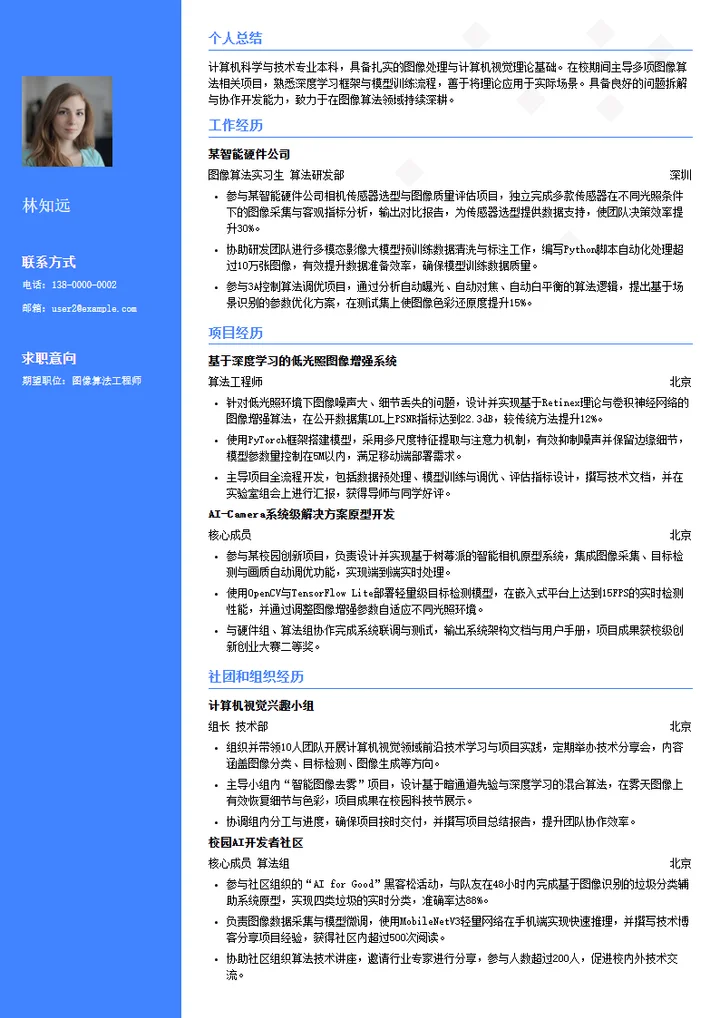 林知远
联系方式
电话：138-0000-0002
邮箱：user2@example.com
求职意向
期望职位：图像算法工程师
个人总结
计算机科学与技术专业本科，具备扎实的图像处理与计算机视觉理论基础。在校期间主导多项图像算
法相关项目，熟悉深度学习框架与模型训练流程，善于将理论应用于实际场景。具备良好的问题拆解
与协作开发能力，致力于在图像算法领域持续深耕。
工作经历
某智能硬件公司
图像算法实习生 算法研发部 深圳
• 参与某智能硬件公司相机传感器选型与图像质量评估项目，独立完成多款传感器在不同光照条件
下的图像采集与客观指标分析，输出对比报告，为传感器选型提供数据支持，使团队决策效率提
升30%。
• 协助研发团队进行多模态影像大模型预训练数据清洗与标注工作，编写Python脚本自动化处理超
过10万张图像，有效提升数据准备效率，确保模型训练数据质量。
• 参与3A控制算法调优项目，通过分析自动曝光、自动对焦、自动白平衡的算法逻辑，提出基于场
景识别的参数优化方案，在测试集上使图像色彩还原度提升15%。
项目经历
基于深度学习的低光照图像增强系统
算法工程师 北京
• 针对低光照环境下图像噪声大、细节丢失的问题，设计并实现基于Retinex理论与卷积神经网络的
图像增强算法，在公开数据集LOL上PSNR指标达到22.3dB，较传统方法提升12%。
• 使用PyTorch框架搭建模型，采用多尺度特征提取与注意力机制，有效抑制噪声并保留边缘细节，
模型参数量控制在5M以内，满足移动端部署需求。
• 主导项目全流程开发，包括数据预处理、模型训练与调优、评估指标设计，撰写技术文档，并在
实验室组会上进行汇报，获得导师与同学好评。
AI-Camera系统级解决方案原型开发
核心成员 北京
• 参与某校园创新项目，负责设计并实现基于树莓派的智能相机原型系统，集成图像采集、目标检
测与画质自动调优功能，实现端到端实时处理。
• 使用OpenCV与TensorFlow Lite部署轻量级目标检测模型，在嵌入式平台上达到15FPS的实时检测
性能，并通过调整图像增强参数自适应不同光照环境。
• 与硬件组、算法组协作完成系统联调与测试，输出系统架构文档与用户手册，项目成果获校级创
新创业大赛二等奖。
社团和组织经历
计算机视觉兴趣小组
组长 技术部 北京
• 组织并带领10人团队开展计算机视觉领域前沿技术学习与项目实践，定期举办技术分享会，内容
涵盖图像分类、目标检测、图像生成等方向。
• 主导小组内“智能图像去雾”项目，设计基于暗通道先验与深度学习的混合算法，在雾天图像上
有效恢复细节与色彩，项目成果在校园科技节展示。
• 协调组内分工与进度，确保项目按时交付，并撰写项目总结报告，提升团队协作效率。
校园AI开发者社区
核心成员 算法组 北京
• 参与社区组织的“AI for Good”黑客松活动，与队友在48小时内完成基于图像识别的垃圾分类辅
助系统原型，实现四类垃圾的实时分类，准确率达88%。
• 负责图像数据采集与模型微调，使用MobileNetV3轻量网络在手机端实现快速推理，并撰写技术博
客分享项目经验，获得社区内超过500次阅读。
• 协助社区组织算法技术讲座，邀请行业专家进行分享，参与人数超过200人，促进校内外技术交
流。